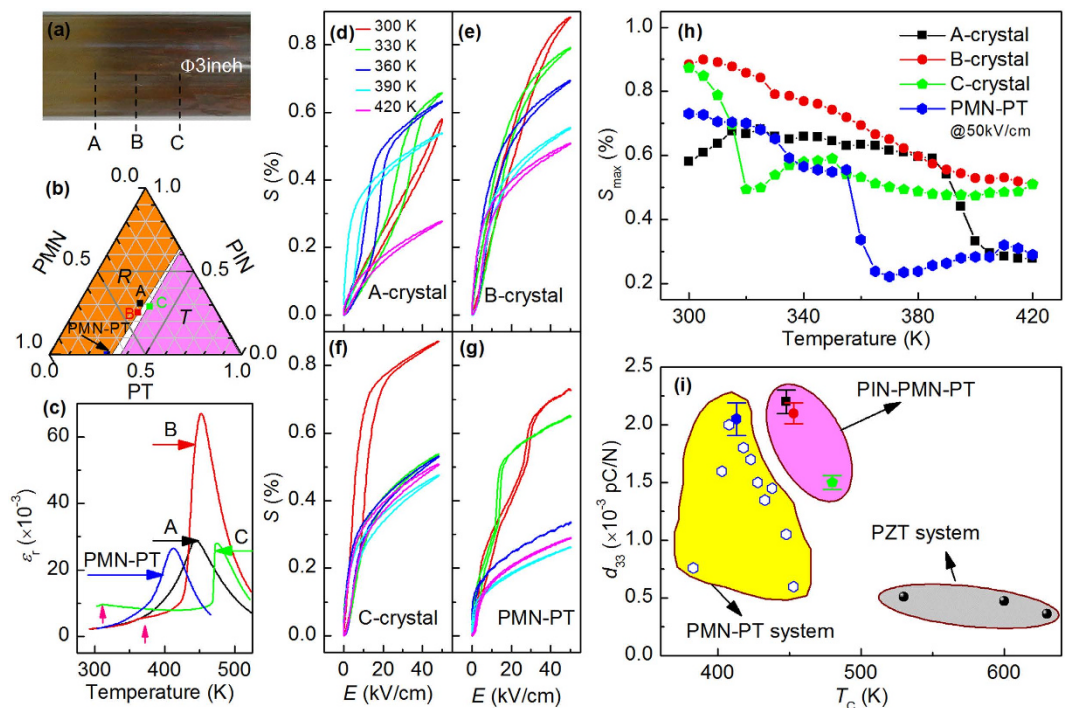 (a)
Φ3inch
A B C
(b)
0.0 1.0
PMN
PIN
0.5 0.5
R
A
B
C
T
PMN-PT
1.0 0.0
0.0 0.5 1.0
PT
(c)
B
A
C
PMN-PT
60
40
20
0
εr (×10⁻³)
300 400 500
Temperature (K)
(d)
300 K
330 K
360 K
390 K
420 K
0.8
0.6
0.4
0.2
0.0
S (%)
A-crystal
(e)
B-crystal
(f)
0.8
0.6
0.4
0.2
0.0
S (%)
C-crystal
0 20 40
E (kV/cm)
(g)
PMN-PT
0 20 40
E (kV/cm)
(h)
A-crystal
B-crystal
C-crystal
PMN-PT
@50kV/cm
1.0
0.8
0.6
0.4
0.2
Smax (%)
300 340 380 420
Temperature (K)
(i)
PIN-PMN-PT
PZT system
PMN-PT system
2.5
2.0
1.5
1.0
0.5
0.0
d33 (×10⁻³ pC/N)
400 450 500 550 600
TC (K)